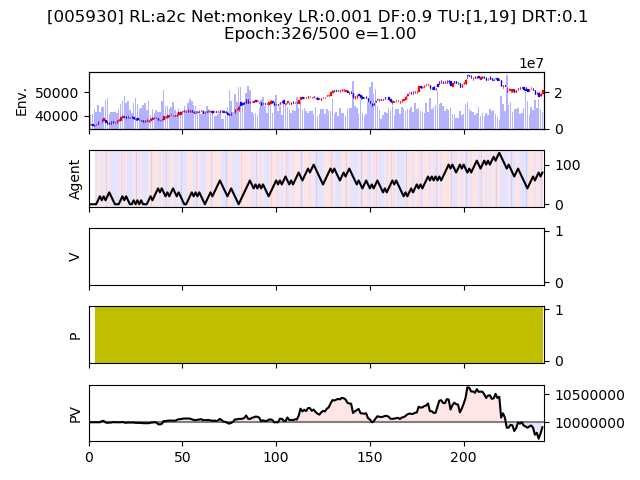 [005930] RL:a2c Net:monkey LR:0.001 DF:0.9 TU:[1,19] DRT:0.1
Epoch:326/500 e=1.00
1e7
Env.
50000
40000
2
0
Agent
100
0
V
1
0
P
1
0
PV
10500000
10000000
0 50 100 150 200